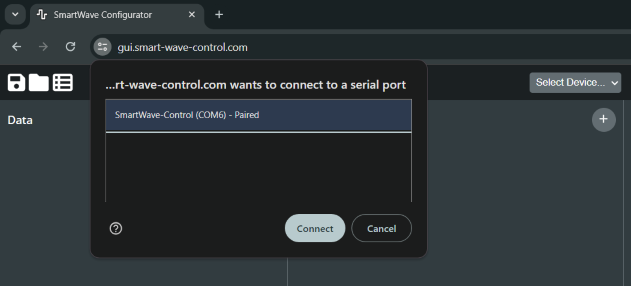 SmartWave Configurator
gui.smart-wave-control.com
...rt-wave-control.com wants to connect to a serial port
SmartWave-Control (COM6) - Paired
Connect
Cancel
Select Device...
Data